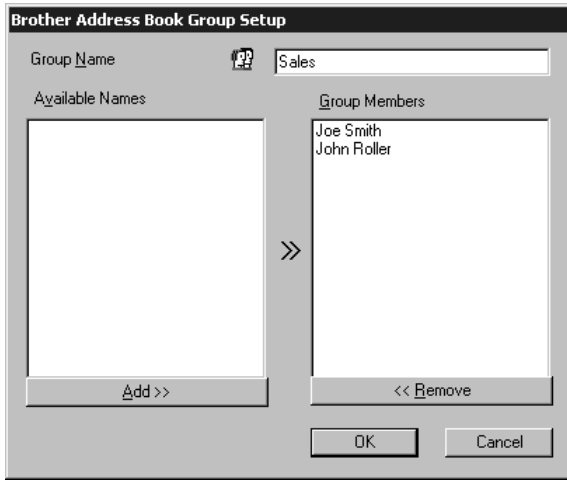 Brother Address Book Group Setup
Group Name
Sales
Available Names
Group Members
Joe Smith
John Roller
Add >>
<< Remove
OK
Cancel